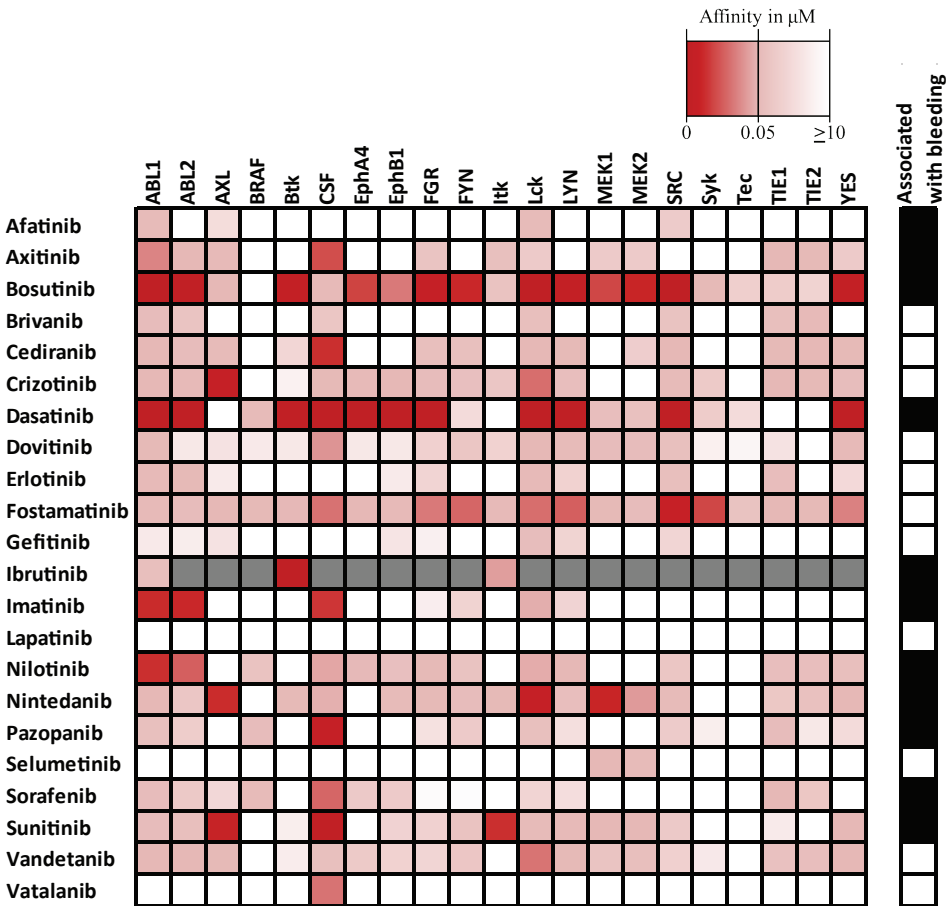 Affinity in μM
0 0.05 ≥10
Associated
with bleeding
ABL1
ABL2
AXL
BRAF
Btk
CSF
EphA4
EphB1
FGR
FYN
Itk
Lck
LYN
MEK1
MEK2
SRC
Syk
Tec
TIE1
TIE2
YES
Afatinib
Axitinib
Bosutinib
Brivanib
Cediranib
Crizotinib
Dasatinib
Dovitinib
Erlotinib
Fostamatinib
Gefitinib
Ibrutinib
Imatinib
Lapatinib
Nilotinib
Nintedanib
Pazopanib
Selumetinib
Sorafenib
Sunitinib
Vandetanib
Vatalanib